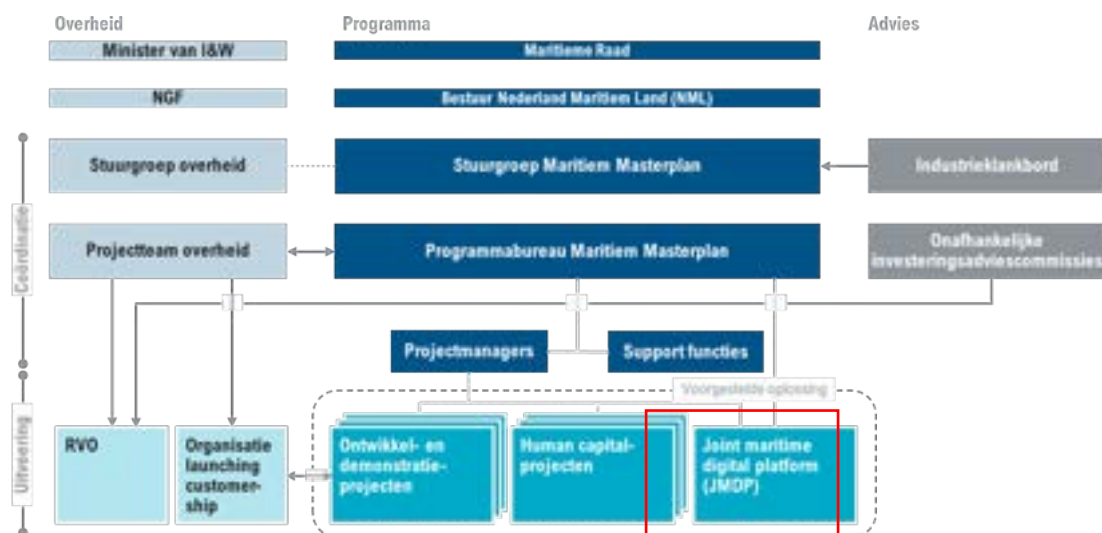 Overheid
Programma
Advies
Minister van I&W
Maritieme Raad
NGF
Bestuur Nederland Maritiem Land (NML)
Stuurgroep overheid
Stuurgroep Maritiem Masterplan
Industrieklankbord
Projectteam overheid
Programmabureau Maritiem Masterplan
Onafhankelijke
investeringsadviescommissies
Coördinatie
Projectmanagers
Support functies
Voorgestelde oplossing
Uitvoering
RVO
Organisatie
launching
customer-
ship
Ontwikkel- en
demonstratie-
projecten
Human capital-
projecten
Joint maritime
digital platform
(JMDP)